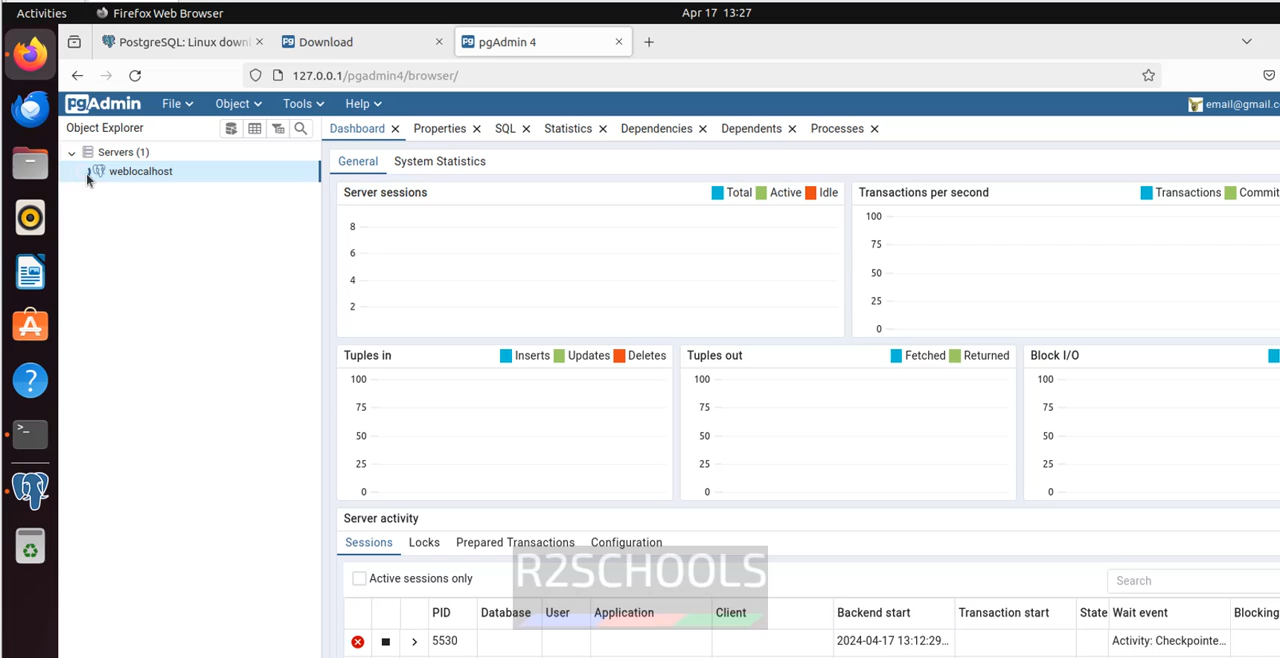 Activities Firefox Web Browser Apr 17 13:27
PostgreSQL: Linux downl Download pgAdmin 4
127.0.0.1/pgadmin4/browser/
pgAdmin File Object Tools Help email@gmail.c
Object Explorer Dashboard Properties SQL Statistics Dependencies Dependents Processes
Servers (1)
weblocalhost
General System Statistics
Server sessions Total Active Idle Transactions per second Transactions Commit
8
6
4
2
100
75
50
25
0
Tuples in Inserts Updates Deletes Tuples out Fetched Returned Block I/O
100 100 100
75 75 75
50 50 50
25 25 25
0 0 0
Server activity
Sessions Locks Prepared Transactions Configuration
R2SCHOOLS
Active sessions only Search
PID Database User Application Client Backend start Transaction start State Wait event Blocking
5530 2024-04-17 13:12:29... Activity: Checkpointe...